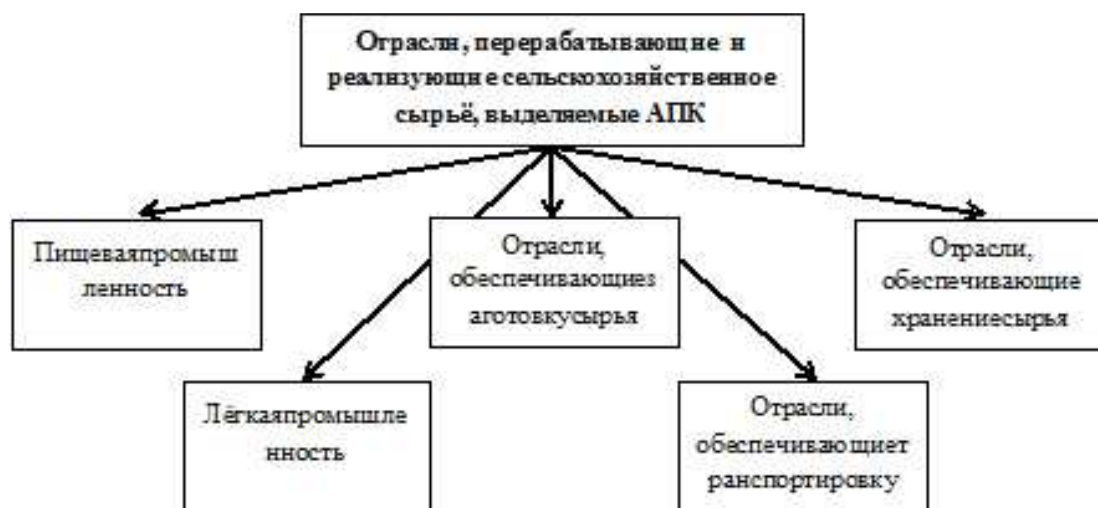 Отрасли, перерабатывающие и
реализующие сельскохозяйственное
сырьё, выделяемые АПК
Пищеваяпромыш
ленность
Отрасли,
обеспечивающиез
аготовкусырья
Отрасли,
обеспечивающие
хранениесырья
Лёгкаяпромышле
нность
Отрасли,
обеспечивающиет
ранспортировку